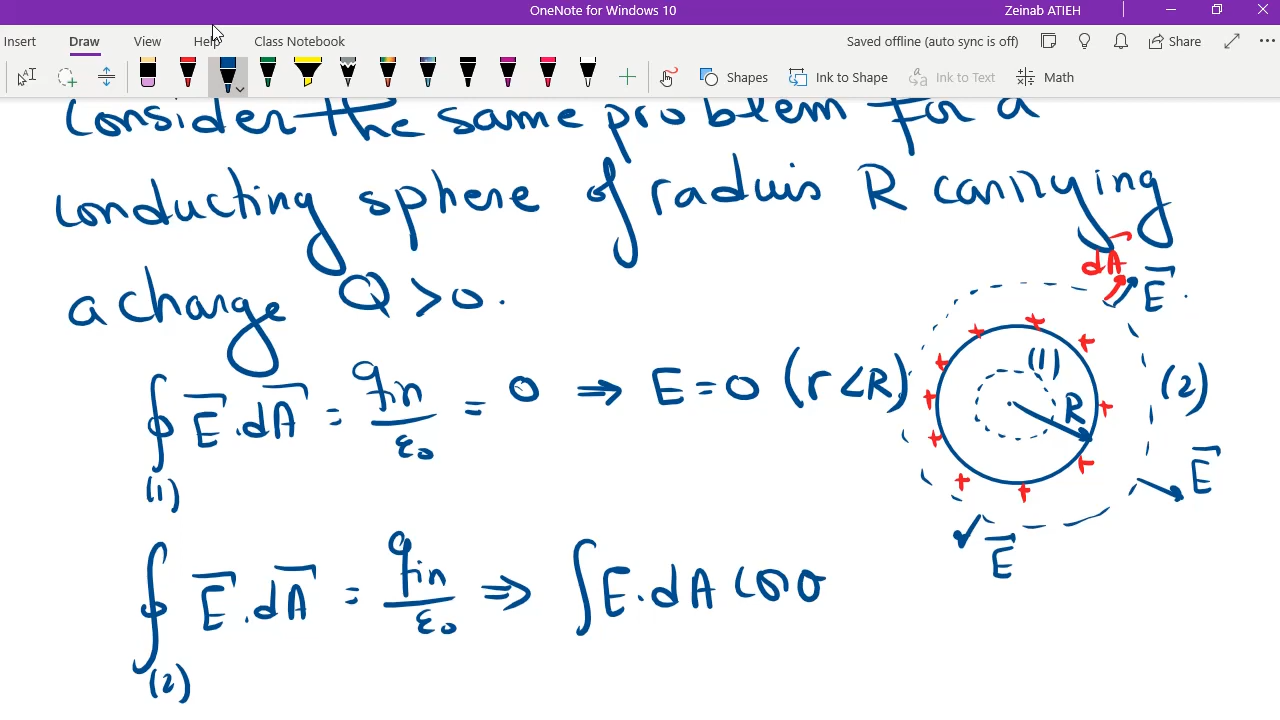 OneNote for Windows 10
Zeinab ATIEH
Insert
Draw
View
Help
Class Notebook
Saved offline (auto sync is off)
Share
Shapes
Ink to Shape
Ink to Text
Math
Consider the same problem for a
conducting sphere of raduis R carrying
a charge Q > 0.
∮(1) E⃗ . dA⃗ = qin/ε0 = 0 ⇒ E = 0 (r < R)
∮(2) E⃗ . dA⃗ = qin/ε0 ⇒ ∫ E . dA cos θ
dA⃗
E⃗
(1)
(2)
R
E⃗
E⃗
+ + + + + + + + + + +